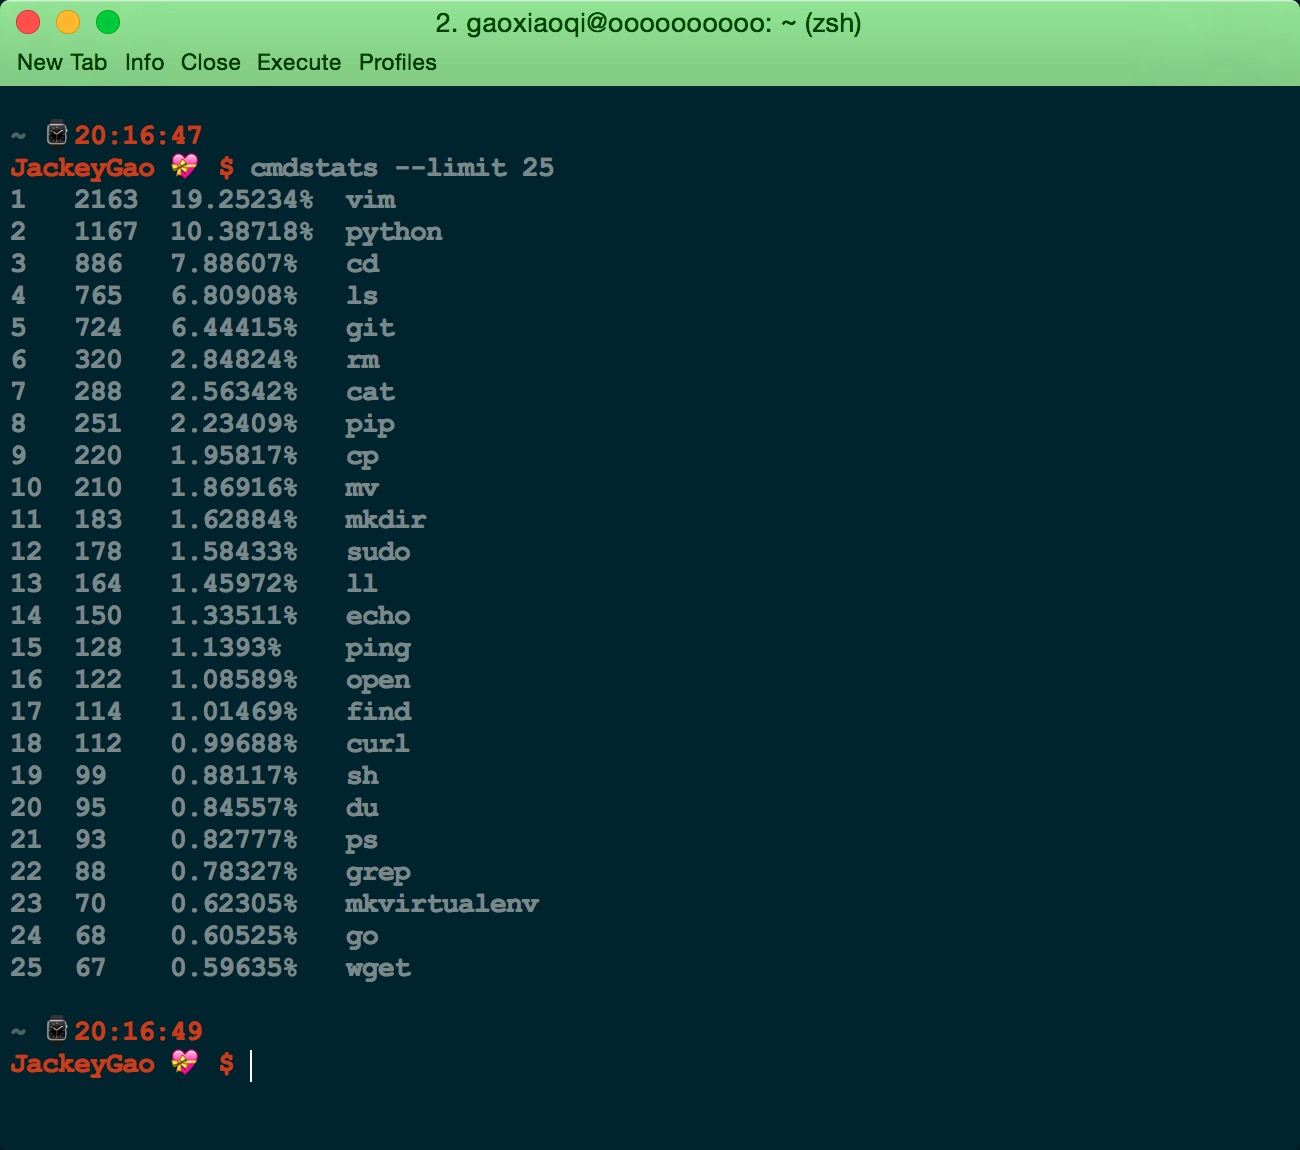 2. gaoxiaoqi@oooooooooo: ~ (zsh)
New Tab Info Close Execute Profiles
~ ⌚20:16:47
JackeyGao 💝 $ cmdstats --limit 25
1 2163 19.25234% vim
2 1167 10.38718% python
3 886 7.88607% cd
4 765 6.80908% ls
5 724 6.44415% git
6 320 2.84824% rm
7 288 2.56342% cat
8 251 2.23409% pip
9 220 1.95817% cp
10 210 1.86916% mv
11 183 1.62884% mkdir
12 178 1.58433% sudo
13 164 1.45972% ll
14 150 1.33511% echo
15 128 1.1393% ping
16 122 1.08589% open
17 114 1.01469% find
18 112 0.99688% curl
19 99 0.88117% sh
20 95 0.84557% du
21 93 0.82777% ps
22 88 0.78327% grep
23 70 0.62305% mkvirtualenv
24 68 0.60525% go
25 67 0.59635% wget
~ ⌚20:16:49
JackeyGao 💝 $